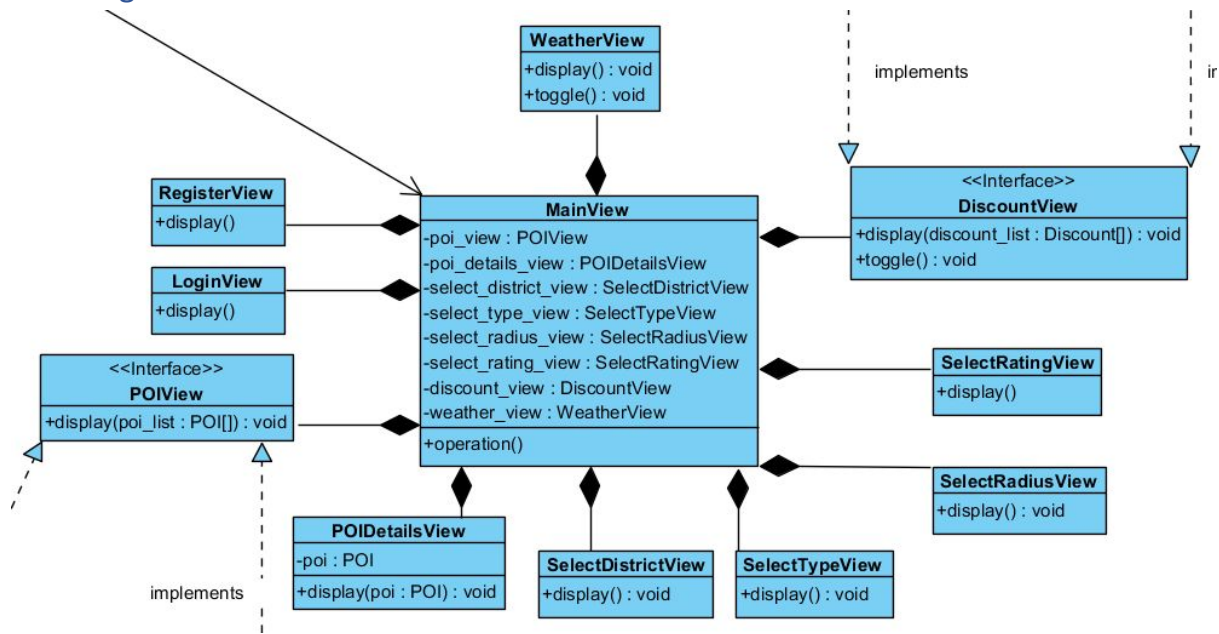 WeatherView
+display() : void
+toggle() : void
implements
RegisterView
+display()
LoginView
+display()
<<Interface>>
POIView
+display(poi_list : POI[]) : void
MainView
-poi_view : POIView
-poi_details_view : POIDetailsView
-select_district_view : SelectDistrictView
-select_type_view : SelectTypeView
-select_radius_view : SelectRadiusView
-select_rating_view : SelectRatingView
-discount_view : DiscountView
-weather_view : WeatherView
+operation()
<<Interface>>
DiscountView
+display(discount_list : Discount[]) : void
+toggle() : void
SelectRatingView
+display()
SelectRadiusView
+display() : void
POIDetailsView
-poi : POI
+display(poi : POI) : void
SelectDistrictView
+display() : void
SelectTypeView
+display() : void
implements